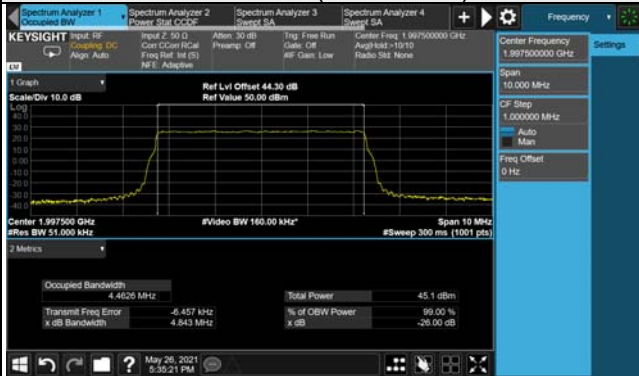 Spectrum Analyzer 1
Occupied BW
Spectrum Analyzer 2
Power Stat CCDF
Spectrum Analyzer 3
Swept SA
Spectrum Analyzer 4
Swept SA
Frequency
KEYSIGHT
Input: RF
Coupling: DC
Align: Auto
Input Z: 50 Ω
Corr CCorr RCal
Freq Ref: Int (S)
NFE: Adaptive
Atten: 30 dB
Preamp: Off
Trig: Free Run
Gate: Off
#IF Gain: Low
Center Freq: 1.997500000 GHz
Avg|Hold:>10/10
Radio Std: None
LXI
Center Frequency
1.997500000 GHz
Settings
Span
10.000 MHz
CF Step
1.000000 MHz
Auto
Man
Freq Offset
0 Hz
1 Graph
Scale/Div 10.0 dB
Ref Lvl Offset 44.30 dB
Ref Value 50.00 dBm
Log
40.0
30.0
20.0
10.0
0.00
-10.0
-20.0
-30.0
-40.0
Center 1.997500 GHz
#Video BW 160.00 kHz*
Span 10 MHz
#Res BW 51.000 kHz
#Sweep 300 ms (1001 pts)
2 Metrics
Occupied Bandwidth
4.4626 MHz
Total Power 45.1 dBm
Transmit Freq Error -6.457 kHz
% of OBW Power 99.00 %
x dB Bandwidth 4.843 MHz
x dB -26.00 dB
May 26, 2021
5:35:21 PM